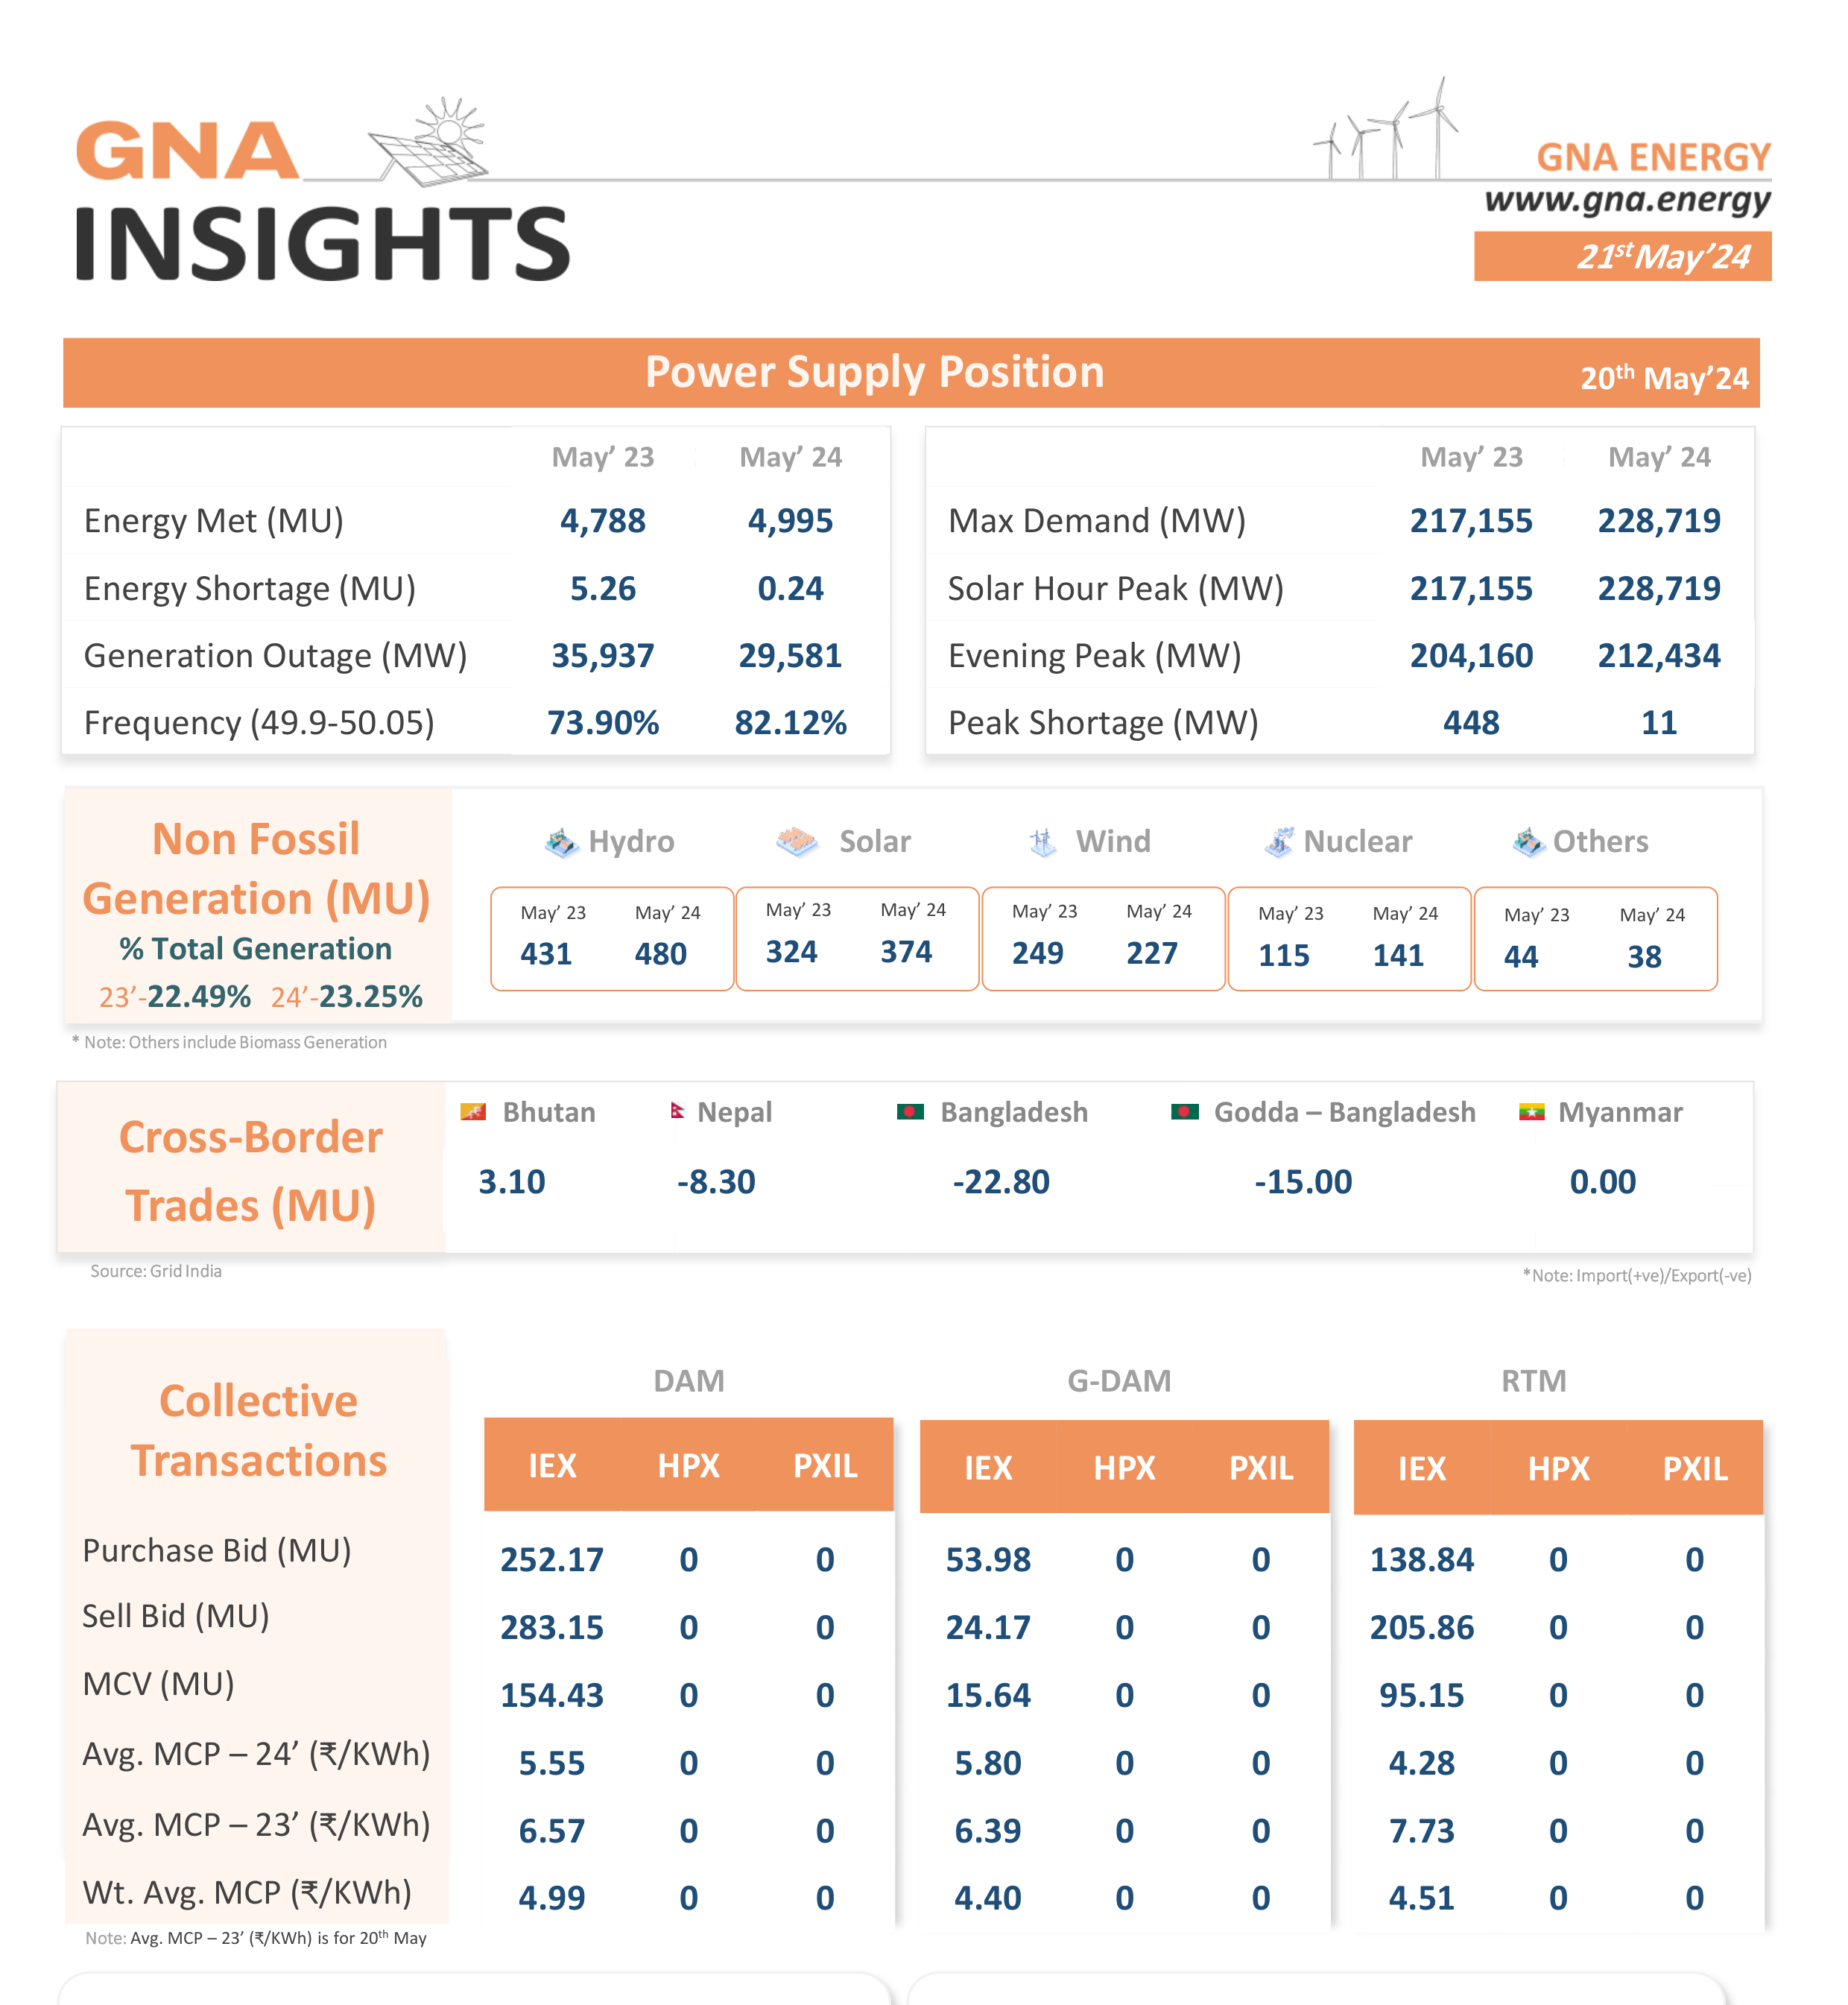 GNA
INSIGHTS
GNA ENERGY
www.gna.energy
21st May’24
Power Supply Position 20th May’24
May’ 23 May’ 24
Energy Met (MU) 4,788 4,995
Energy Shortage (MU) 5.26 0.24
Generation Outage (MW) 35,937 29,581
Frequency (49.9-50.05) 73.90% 82.12%
May’ 23 May’ 24
Max Demand (MW) 217,155 228,719
Solar Hour Peak (MW) 217,155 228,719
Evening Peak (MW) 204,160 212,434
Peak Shortage (MW) 448 11
Non Fossil
Generation (MU)
% Total Generation
23’-22.49% 24’-23.25%
Hydro Solar Wind Nuclear Others
May’ 23 May’ 24 May’ 23 May’ 24 May’ 23 May’ 24 May’ 23 May’ 24 May’ 23 May’ 24
431 480 324 374 249 227 115 141 44 38
* Note: Others include Biomass Generation
Cross-Border
Trades (MU)
Bhutan Nepal Bangladesh Godda – Bangladesh Myanmar
3.10 -8.30 -22.80 -15.00 0.00
Source: Grid India
*Note: Import(+ve)/Export(-ve)
Collective
Transactions
DAM G-DAM RTM
IEX HPX PXIL IEX HPX PXIL IEX HPX PXIL
Purchase Bid (MU) 252.17 0 0 53.98 0 0 138.84 0 0
Sell Bid (MU) 283.15 0 0 24.17 0 0 205.86 0 0
MCV (MU) 154.43 0 0 15.64 0 0 95.15 0 0
Avg. MCP – 24’ (₹/KWh) 5.55 0 0 5.80 0 0 4.28 0 0
Avg. MCP – 23’ (₹/KWh) 6.57 0 0 6.39 0 0 7.73 0 0
Wt. Avg. MCP (₹/KWh) 4.99 0 0 4.40 0 0 4.51 0 0
Note: Avg. MCP – 23’ (₹/KWh) is for 20th May